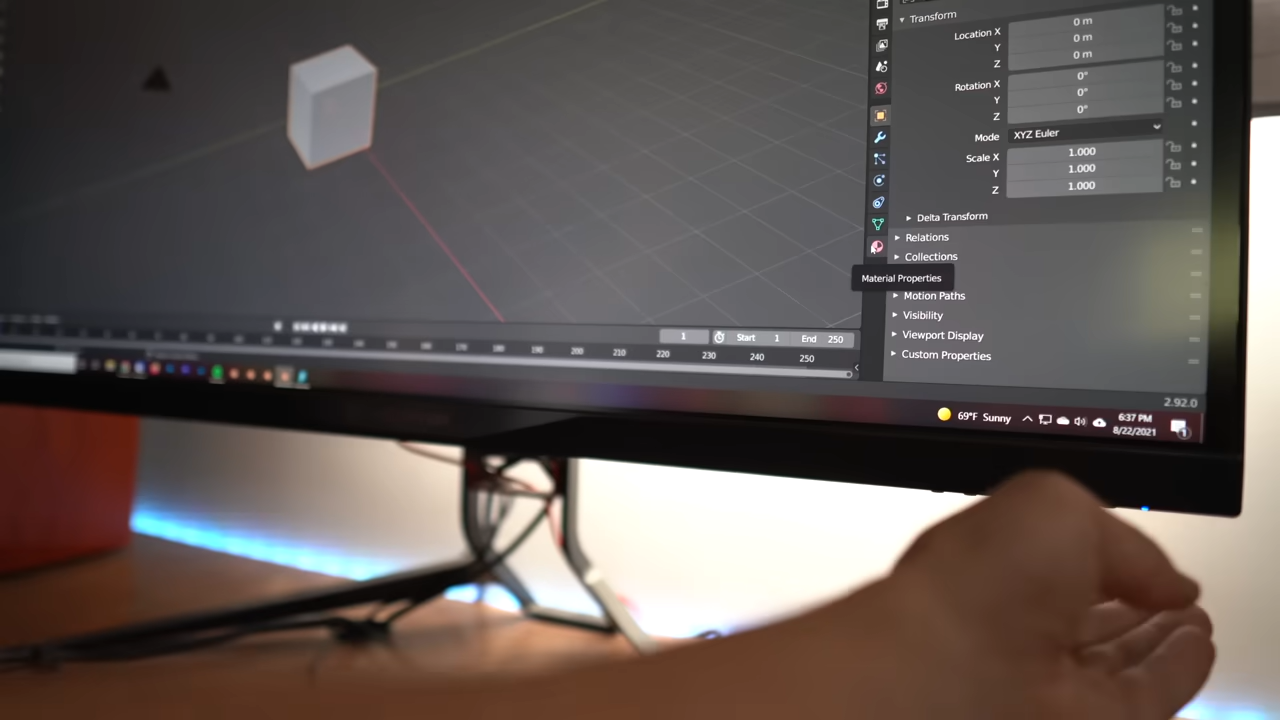 Transform
Location X 0 m
Y 0 m
Z 0 m
Rotation X 0°
Y 0°
Z 0°
Mode XYZ Euler
Scale X 1.000
Y 1.000
Z 1.000
Delta Transform
Relations
Collections
Material Properties
Motion Paths
Visibility
Viewport Display
Custom Properties
1 Start 1 End 250
170 180 190 200 210 220 230 240 250
2.92.0
69°F Sunny
6:37 PM
8/22/2021
1